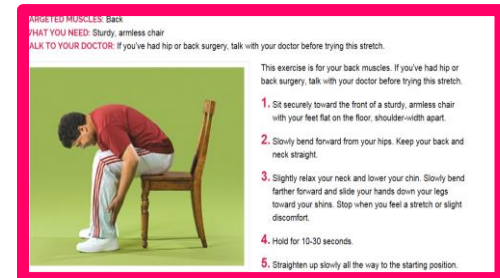 TARGETED MUSCLES: Back
WHAT YOU NEED: Sturdy, armless chair
TALK TO YOUR DOCTOR: If you've had hip or back surgery, talk with your doctor before trying this stretch.
This exercise is for your back muscles. If you've had hip or
back surgery, talk with your doctor before trying this stretch.
1. Sit securely toward the front of a sturdy, armless chair
with your feet flat on the floor, shoulder-width apart.
2. Slowly bend forward from your hips. Keep your back and
neck straight.
3. Slightly relax your neck and lower your chin. Slowly bend
farther forward and slide your hands down your legs
toward your shins. Stop when you feel a stretch or slight
discomfort.
4. Hold for 10-30 seconds.
5. Straighten up slowly all the way to the starting position.